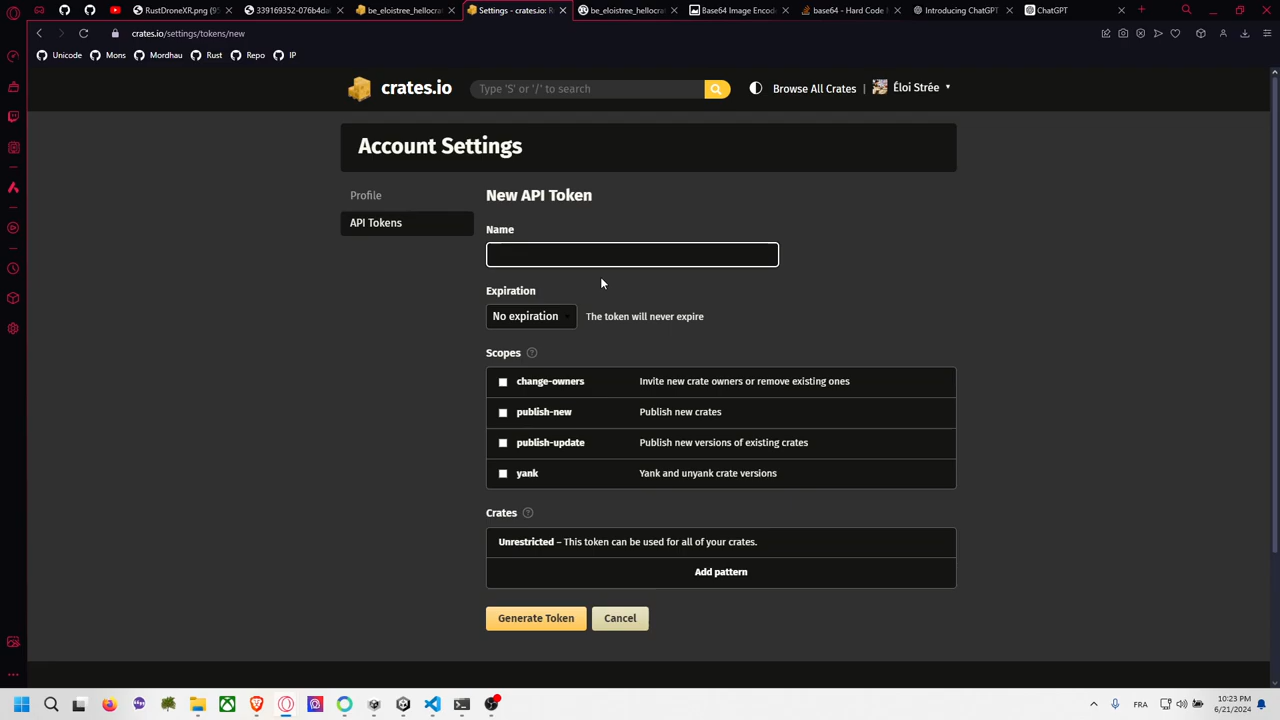 RustDroneXR.png (95
339169352-076b4dal
be_eloistree_hellocra
Settings - crates.io: R
be_eloistree_hellocra
Base64 Image Encode
base64 - Hard Code M
Introducing ChatGPT
ChatGPT
crates.io/settings/tokens/new
Unicode
Mons
Mordhau
Rust
Repo
IP
crates.io
Type 'S' or '/' to search
Browse All Crates
Éloi Strée
Account Settings
Profile
API Tokens
New API Token
Name
Expiration
No expiration
The token will never expire
Scopes
change-owners Invite new crate owners or remove existing ones
publish-new Publish new crates
publish-update Publish new versions of existing crates
yank Yank and unyank crate versions
Crates
Unrestricted – This token can be used for all of your crates.
Add pattern
Generate Token
Cancel
FRA
10:23 PM
6/21/2024